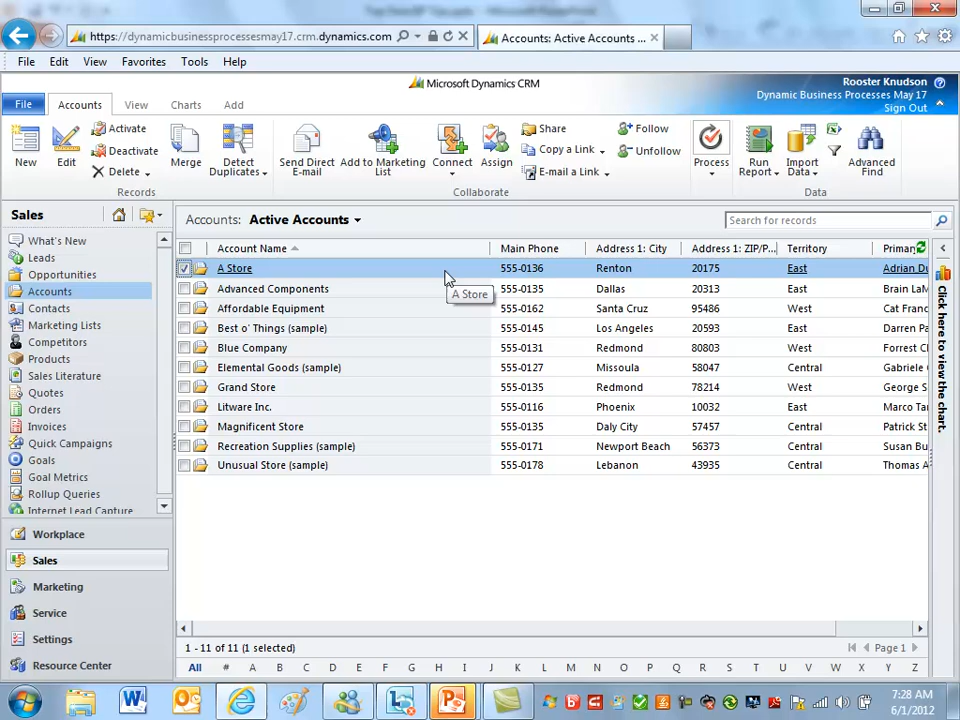 https://dynamicbusinessprocessesmay17.crm.dynamics.com
Accounts: Active Accounts ...
File Edit View Favorites Tools Help
Microsoft Dynamics CRM
Rooster Knudson
Dynamic Business Processes May 17
Sign Out
File Accounts View Charts Add
New
Edit
Activate
Deactivate
Delete
Merge
Detect Duplicates
Records
Send Direct E-mail
Add to Marketing List
Connect
Assign
Share
Copy a Link
E-mail a Link
Collaborate
Follow
Unfollow
Process
Run Report
Import Data
Advanced Find
Data
Sales
What's New
Leads
Opportunities
Accounts
Contacts
Marketing Lists
Competitors
Products
Sales Literature
Quotes
Orders
Invoices
Quick Campaigns
Goals
Goal Metrics
Rollup Queries
Internet Lead Capture
Workplace
Sales
Marketing
Service
Settings
Resource Center
Accounts: Active Accounts
Search for records
Account Name Main Phone Address 1: City Address 1: ZIP/P... Territory Primar
A Store 555-0136 Renton 20175 East Adrian Du
Advanced Components 555-0135 Dallas 20313 East Brain LaM
Affordable Equipment 555-0162 Santa Cruz 95486 West Cat Franc
Best o' Things (sample) 555-0145 Los Angeles 20593 East Darren Pa
Blue Company 555-0131 Redmond 80803 West Forrest C
Elemental Goods (sample) 555-0127 Missoula 58047 Central Gabriele
Grand Store 555-0135 Redmond 78214 West George S
Litware Inc. 555-0116 Phoenix 10032 East Marco Ta
Magnificent Store 555-0135 Daly City 57457 Central Patrick St
Recreation Supplies (sample) 555-0171 Newport Beach 56373 Central Susan Bu
Unusual Store (sample) 555-0178 Lebanon 43935 Central Thomas A
A Store
Click here to view the chart.
1 - 11 of 11 (1 selected)
Page 1
All # A B C D E F G H I J K L M N O P Q R S T U V W X Y Z
7:28 AM
6/1/2012